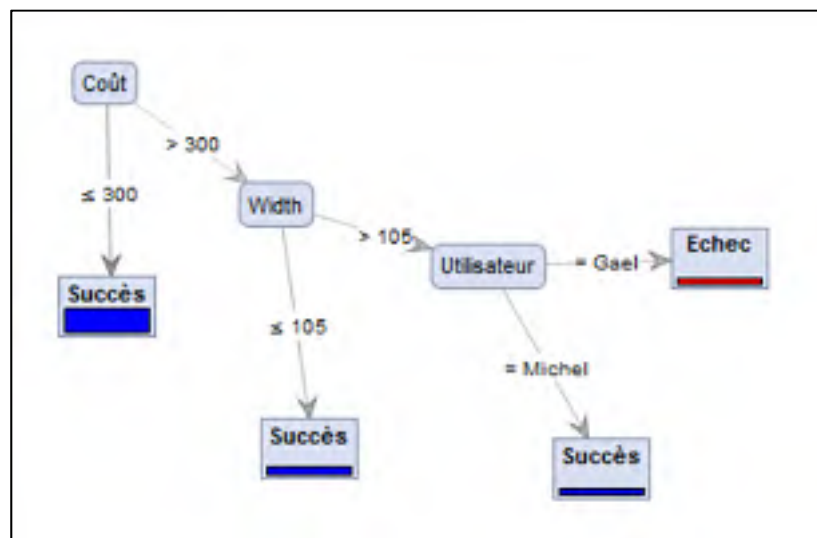 Coût
> 300
≤ 300
Width
> 105
Utilisateur
= Gael
Echec
Succès
≤ 105
= Michel
Succès
Succès